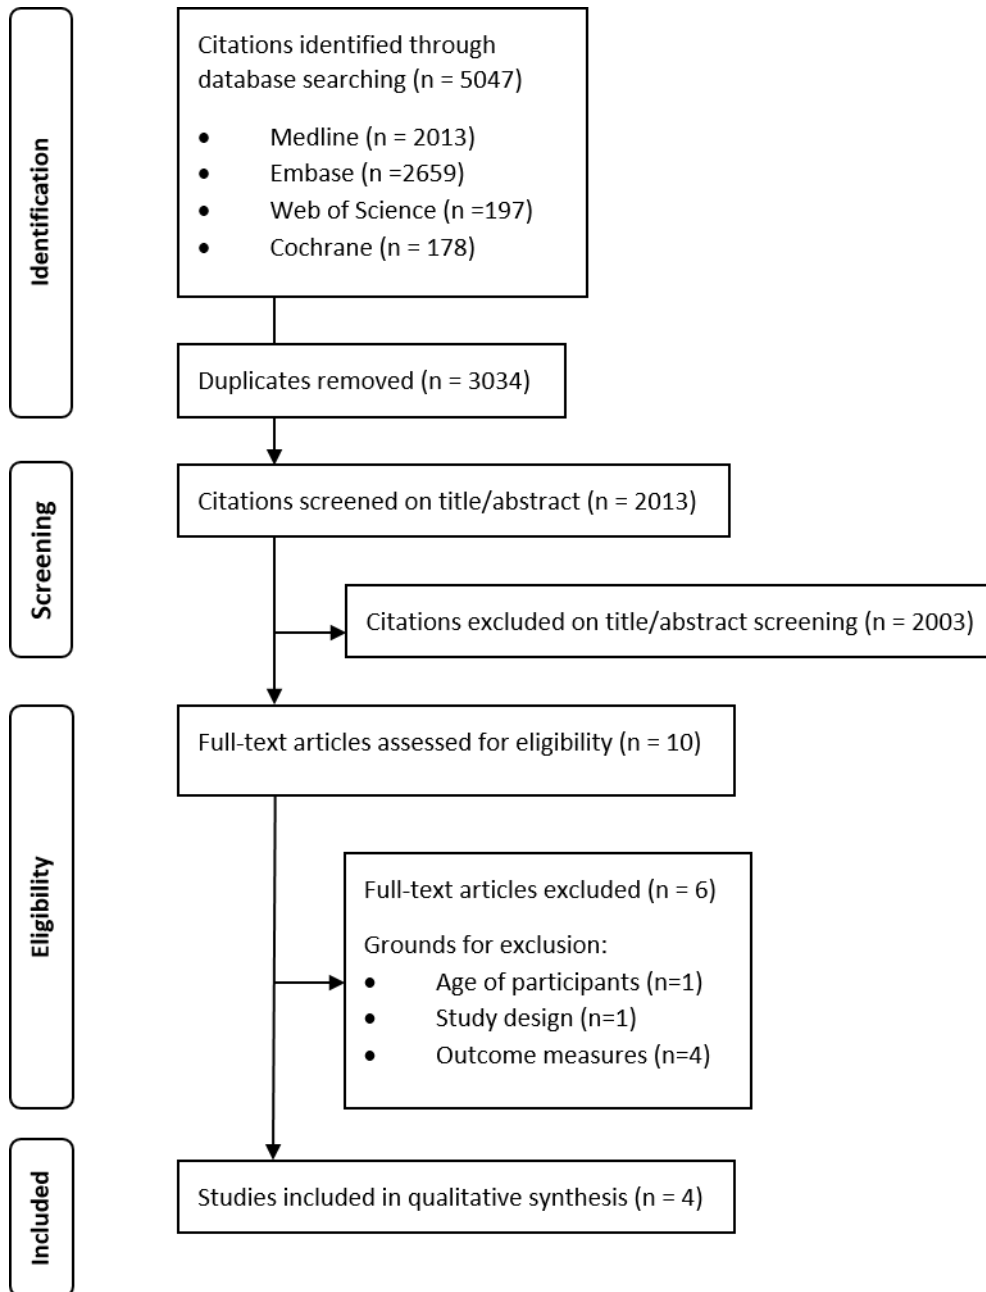 Identification
Citations identified through
database searching (n = 5047)
• Medline (n = 2013)
• Embase (n =2659)
• Web of Science (n =197)
• Cochrane (n = 178)
Duplicates removed (n = 3034)
Screening
Citations screened on title/abstract (n = 2013)
Citations excluded on title/abstract screening (n = 2003)
Eligibility
Full-text articles assessed for eligibility (n = 10)
Full-text articles excluded (n = 6)
Grounds for exclusion:
• Age of participants (n=1)
• Study design (n=1)
• Outcome measures (n=4)
Included
Studies included in qualitative synthesis (n = 4)